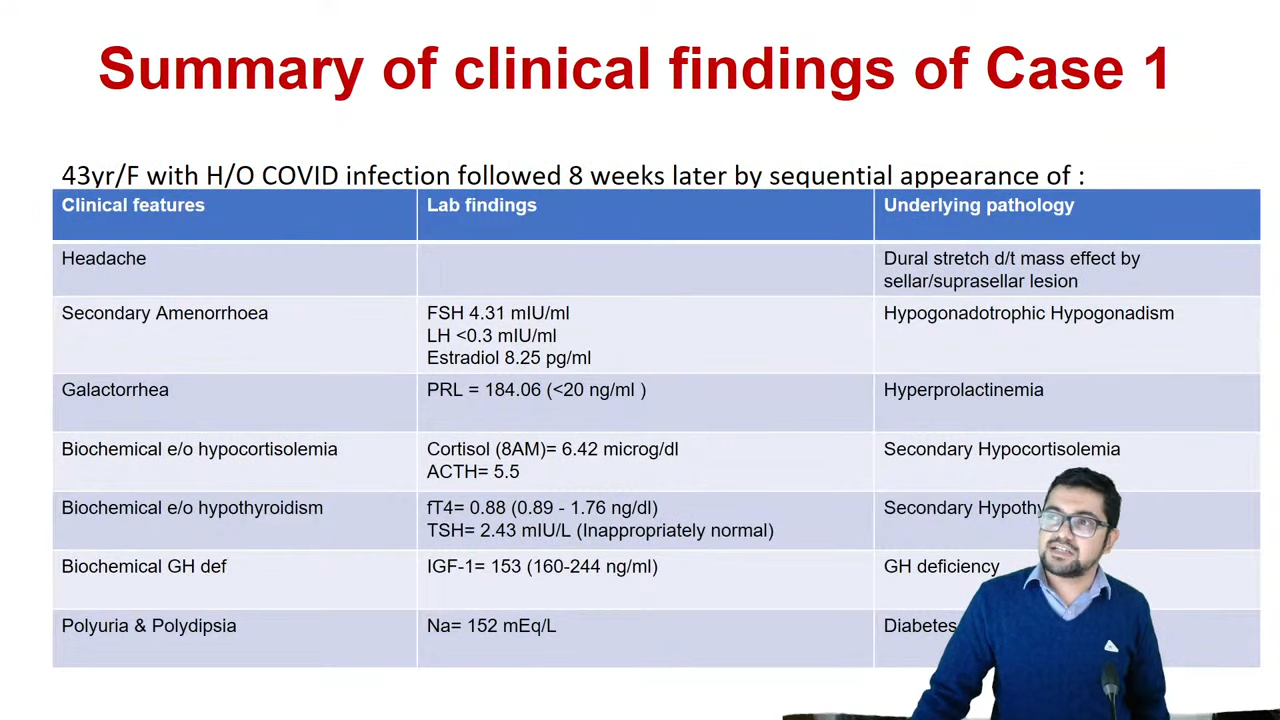 Summary of clinical findings of Case 1
43yr/F with H/O COVID infection followed 8 weeks later by sequential appearance of :
Clinical features
Lab findings
Underlying pathology
Headache
Dural stretch d/t mass effect by
sellar/suprasellar lesion
Secondary Amenorrhoea
FSH 4.31 mIU/ml
LH <0.3 mIU/ml
Estradiol 8.25 pg/ml
Hypogonadotrophic Hypogonadism
Galactorrhea
PRL = 184.06 (<20 ng/ml )
Hyperprolactinemia
Biochemical e/o hypocortisolemia
Cortisol (8AM)= 6.42 microg/dl
ACTH= 5.5
Secondary Hypocortisolemia
Biochemical e/o hypothyroidism
fT4= 0.88 (0.89 - 1.76 ng/dl)
TSH= 2.43 mIU/L (Inappropriately normal)
Secondary
Biochemical GH def
IGF-1= 153 (160-244 ng/ml)
GH deficiency
Polyuria & Polydipsia
Na= 152 mEq/L
Diabetes